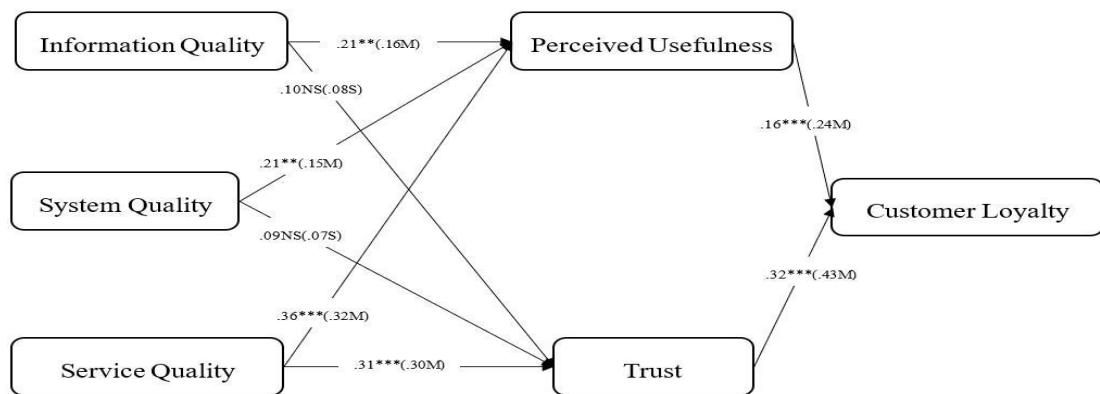 Information Quality
.21**(.16M)
Perceived Usefulness
.10NS(.08S)
.16***(.24M)
.21**(.15M)
System Quality
Customer Loyalty
.09NS(.07S)
.32***(.43M)
.36***(.32M)
Service Quality
.31***(.30M)
Trust